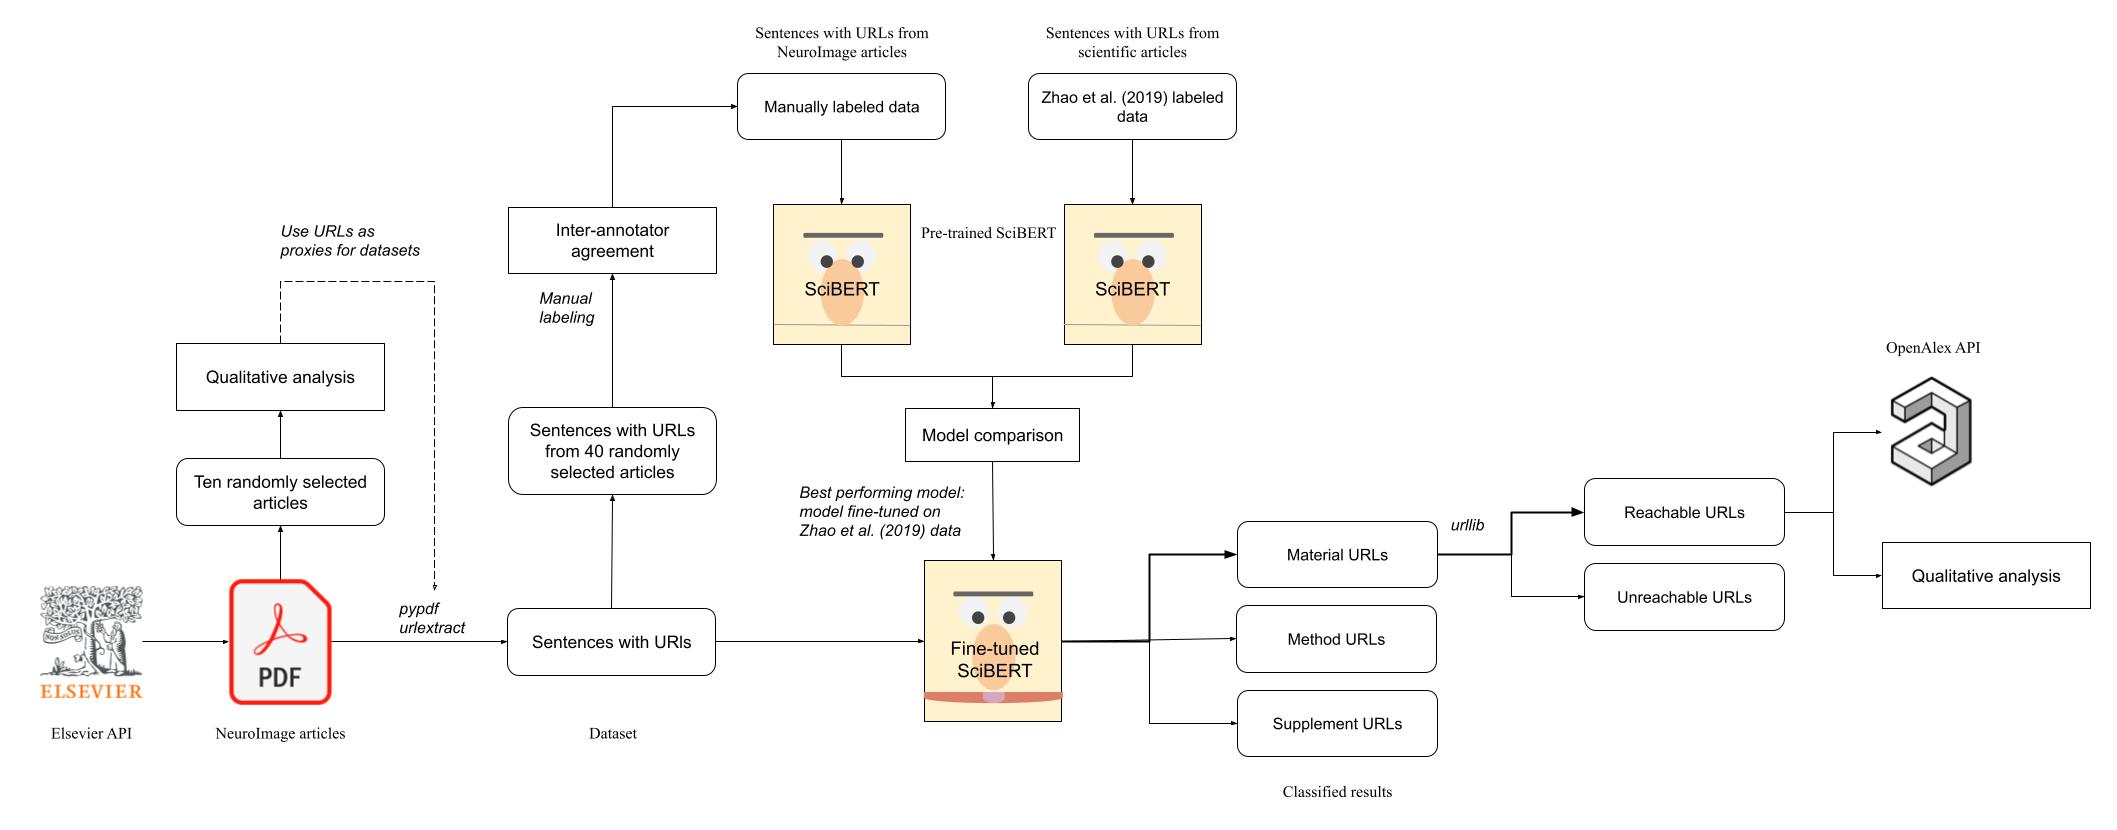 Sentences with URLs from
NeuroImage articles
Sentences with URLs from
scientific articles
Manually labeled data
Zhao et al. (2019) labeled
data
Use URLs as
proxies for datasets
Inter-annotator
agreement
Pre-trained SciBERT
SciBERT
SciBERT
Manual
labeling
Qualitative analysis
OpenAlex API
Sentences with URLs
from 40 randomly
selected articles
Model comparison
Ten randomly selected
articles
Best performing model:
model fine-tuned on
Zhao et al. (2019) data
urllib
Reachable URLs
Material URLs
Qualitative analysis
Unreachable URLs
pypdf
urlextract
Sentences with URls
Fine-tuned
SciBERT
Method URLs
NON SOLUS
ELSEVIER
PDF
Supplement URLs
Elsevier API
NeuroImage articles
Dataset
Classified results